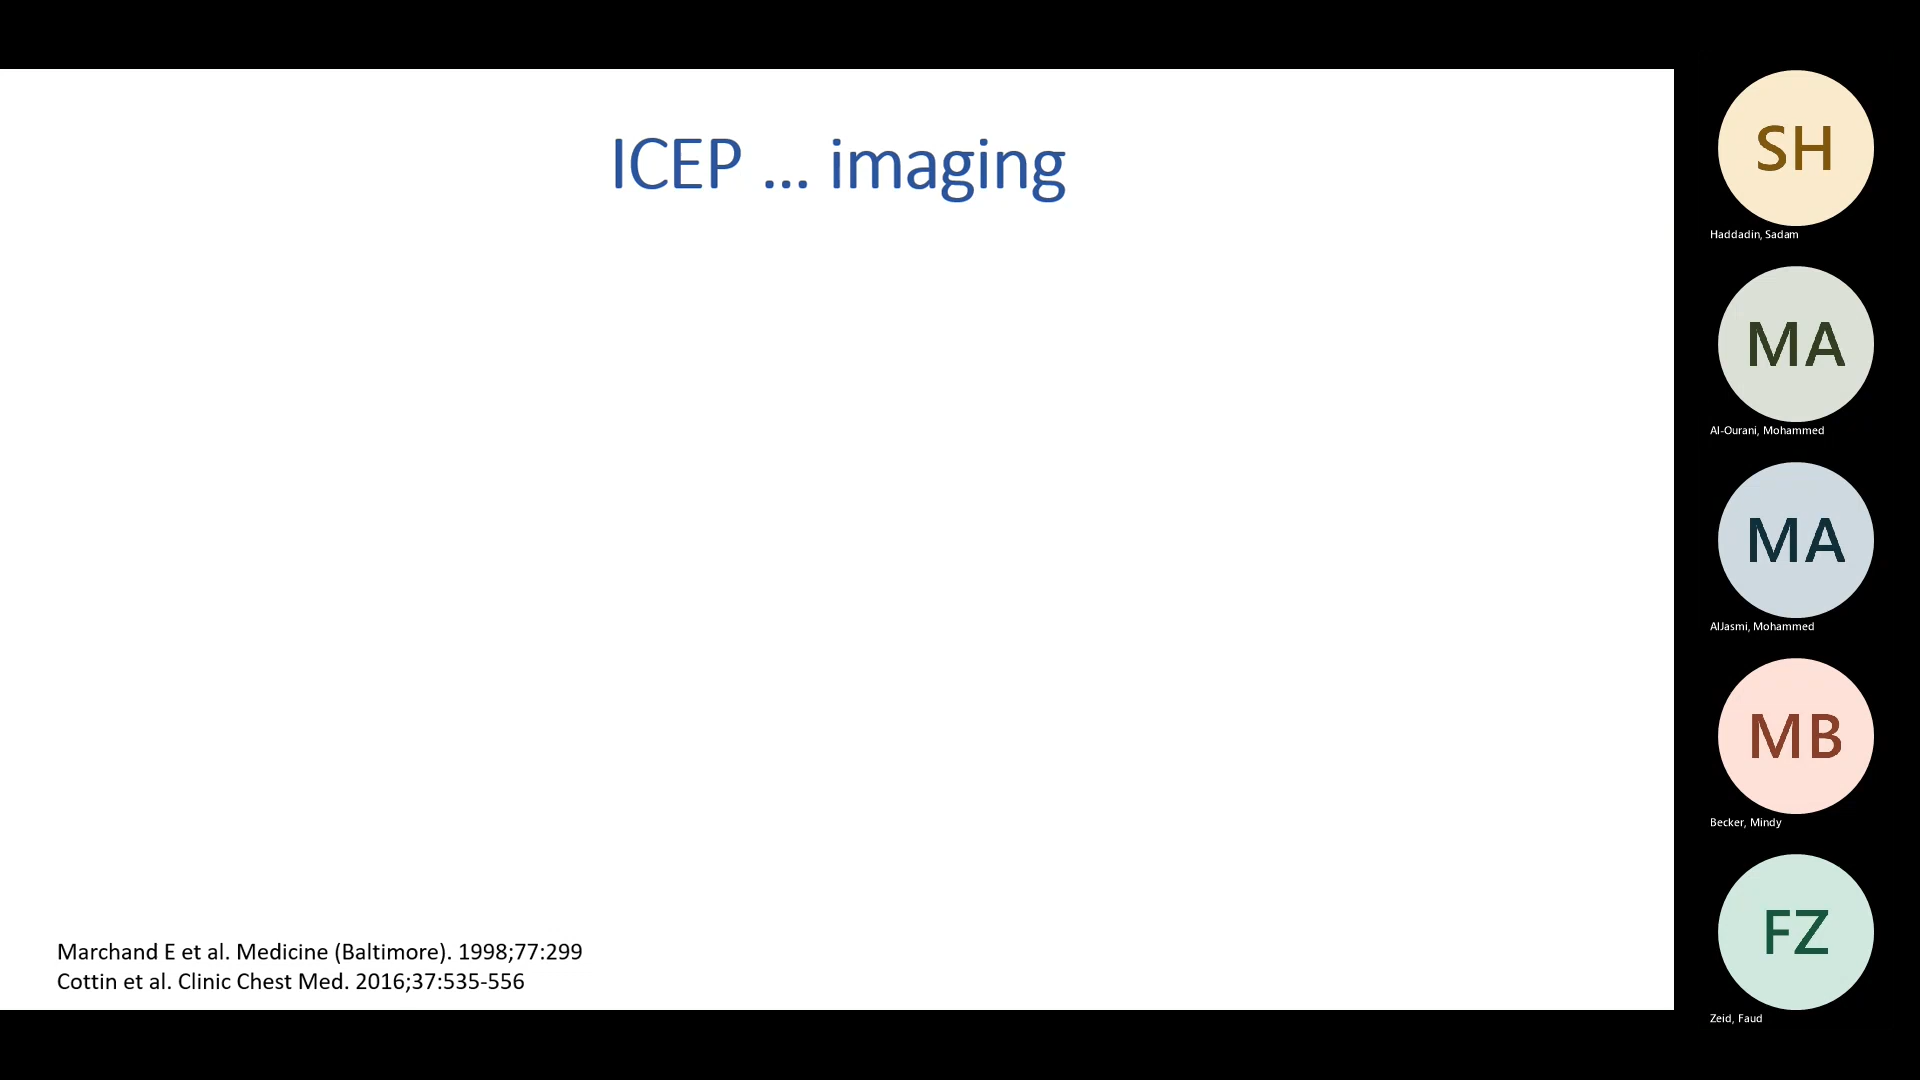 ICEP ... imaging
Marchand E et al. Medicine (Baltimore). 1998;77:299
Cottin et al. Clinic Chest Med. 2016;37:535-556
SH
Haddadin, Sadam
MA
Al-Ourani, Mohammed
MA
AlJasmi, Mohammed
MB
Becker, Mindy
FZ
Zeid, Faud